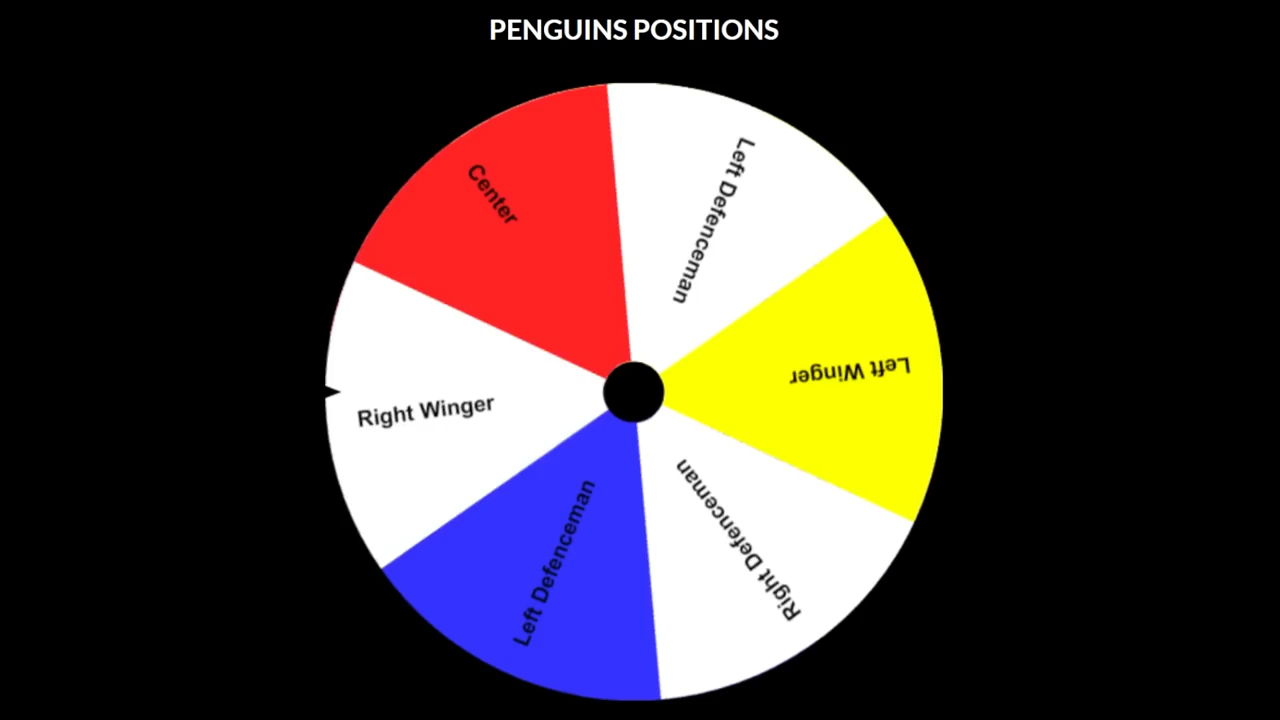 PENGUINS POSITIONS
Center
Left Defenceman
Left Winger
Right Winger
Left Defenceman
Right Defenceman